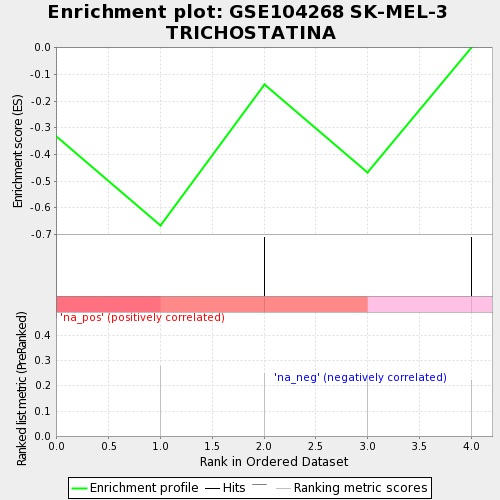 Enrichment plot: GSE104268 SK-MEL-3
TRICHOSTATINA
Enrichment score (ES)
0.0
-0.1
-0.2
-0.3
-0.4
-0.5
-0.6
-0.7
'na_pos' (positively correlated)
'na_neg' (negatively correlated)
Ranked list metric (PreRanked)
0.4
0.3
0.2
0.1
0.0
0.0 0.5 1.0 1.5 2.0 2.5 3.0 3.5 4.0
Rank in Ordered Dataset
Enrichment profile Hits Ranking metric scores